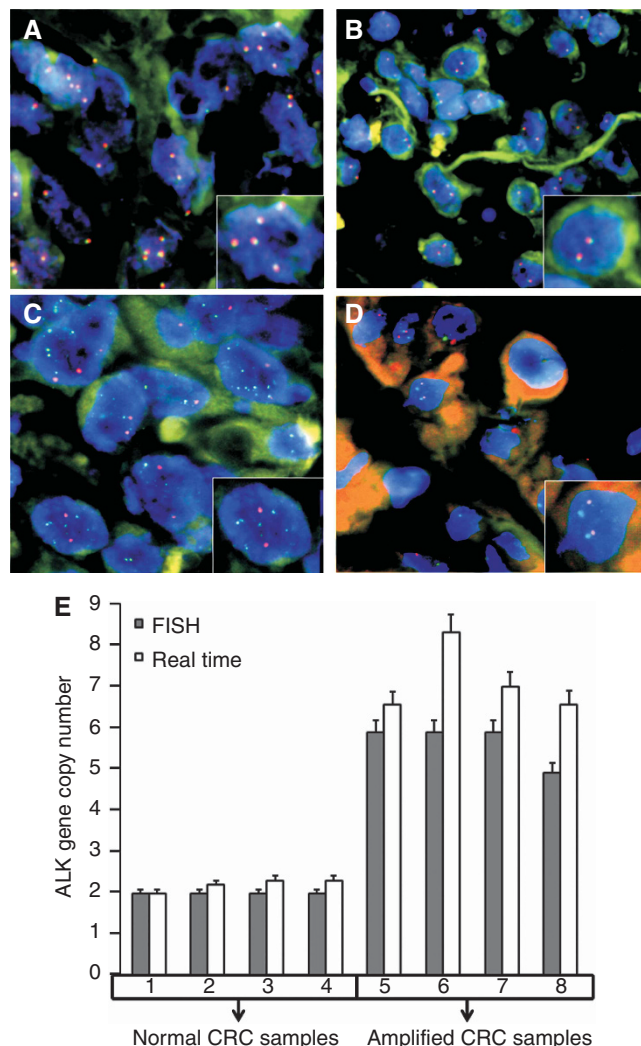 A
B
C
D
E
9
8
7
6
5
4
3
2
1
0
ALK gene copy number
FISH
Real time
1 2 3 4 5 6 7 8
Normal CRC samples
Amplified CRC samples